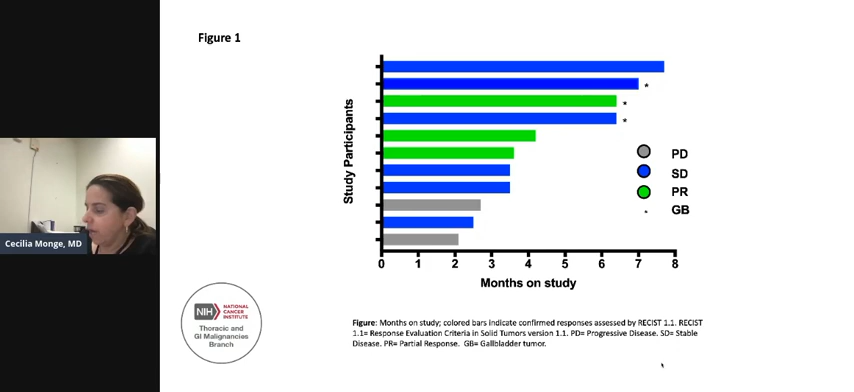 Figure 1
Study Participants
*
*
*
PD
SD
PR
* GB
0 1 2 3 4 5 6 7 8
Months on study
Cecilia Monge, MD
NIH NATIONAL
CANCER
INSTITUTE
Thoracic and
GI Malignancies
Branch
Figure: Months on study; colored bars indicate confirmed responses assessed by RECIST 1.1. RECIST
1.1= Response Evaluation Criteria in Solid Tumors version 1.1. PD= Progressive Disease. SD= Stable
Disease. PR= Partial Response. GB= Gallbladder tumor.